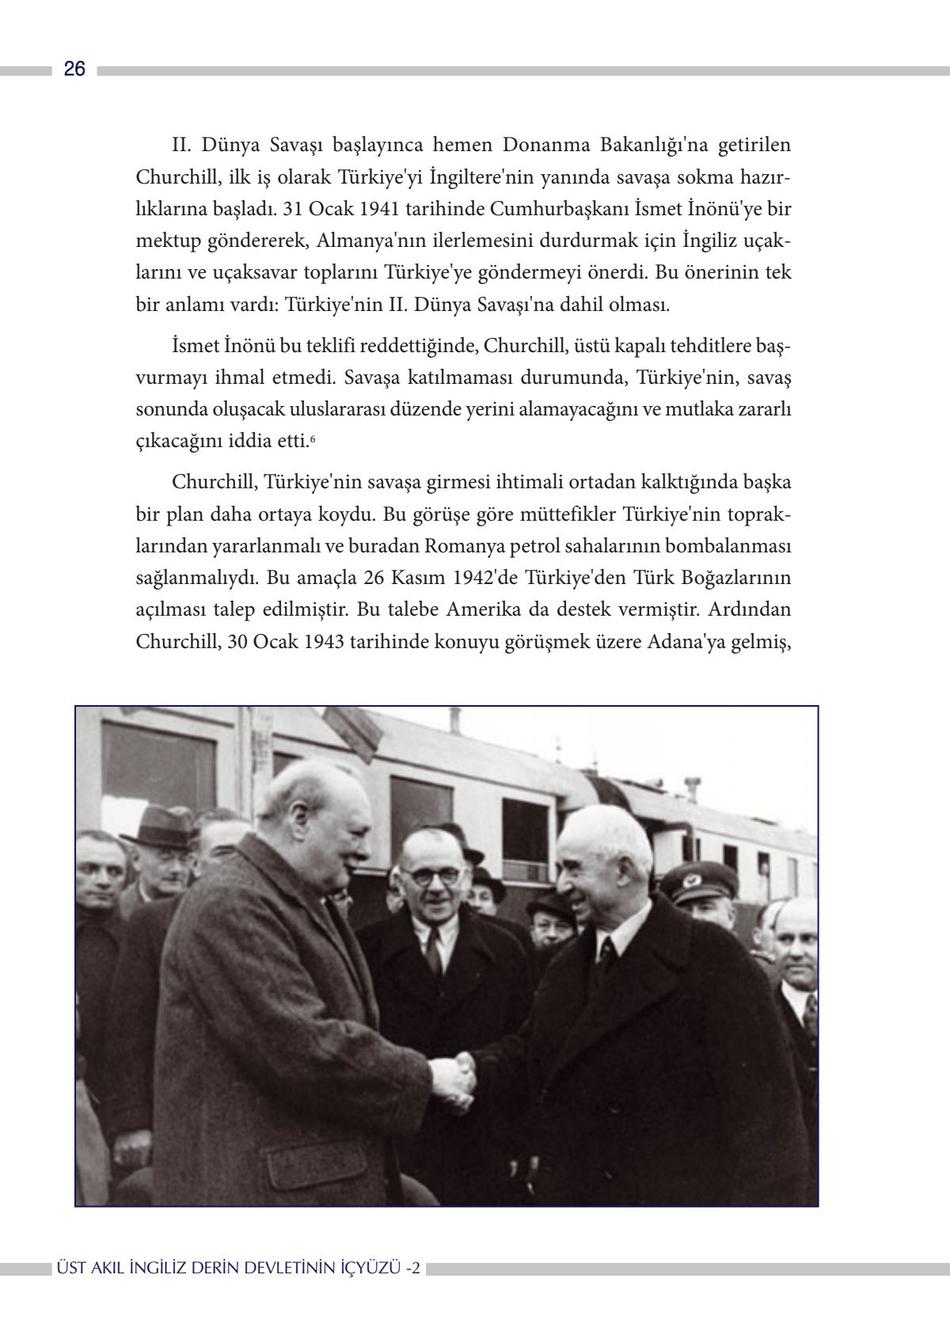 26
II. Dünya Savaşı başlayınca hemen Donanma Bakanlığı'na getirilen
Churchill, ilk iş olarak Türkiye'yi İngiltere'nin yanında savaşa sokma hazır-
lıklarına başladı. 31 Ocak 1941 tarihinde Cumhurbaşkanı İsmet İnönü'ye bir
mektup göndererek, Almanya'nın ilerlemesini durdurmak için İngiliz uçak-
larını ve uçaksavar toplarını Türkiye'ye göndermeyi önerdi. Bu önerinin tek
bir anlamı vardı: Türkiye'nin II. Dünya Savaşı'na dahil olması.
İsmet İnönü bu teklifi reddettiğinde, Churchill, üstü kapalı tehditlere baş-
vurmayı ihmal etmedi. Savaşa katılmaması durumunda, Türkiye'nin, savaş
sonunda oluşacak uluslararası düzende yerini alamayacağını ve mutlaka zararlı
çıkacağını iddia etti.⁶
Churchill, Türkiye'nin savaşa girmesi ihtimali ortadan kalktığında başka
bir plan daha ortaya koydu. Bu görüşe göre müttefikler Türkiye'nin toprak-
larından yararlanmalı ve buradan Romanya petrol sahalarının bombalanması
sağlanmalıydı. Bu amaçla 26 Kasım 1942'de Türkiye'den Türk Boğazlarının
açılması talep edilmiştir. Bu talebe Amerika da destek vermiştir. Ardından
Churchill, 30 Ocak 1943 tarihinde konuyu görüşmek üzere Adana'ya gelmiş,
ÜST AKIL İNGİLİZ DERİN DEVLETİNİN İÇYÜZÜ -2